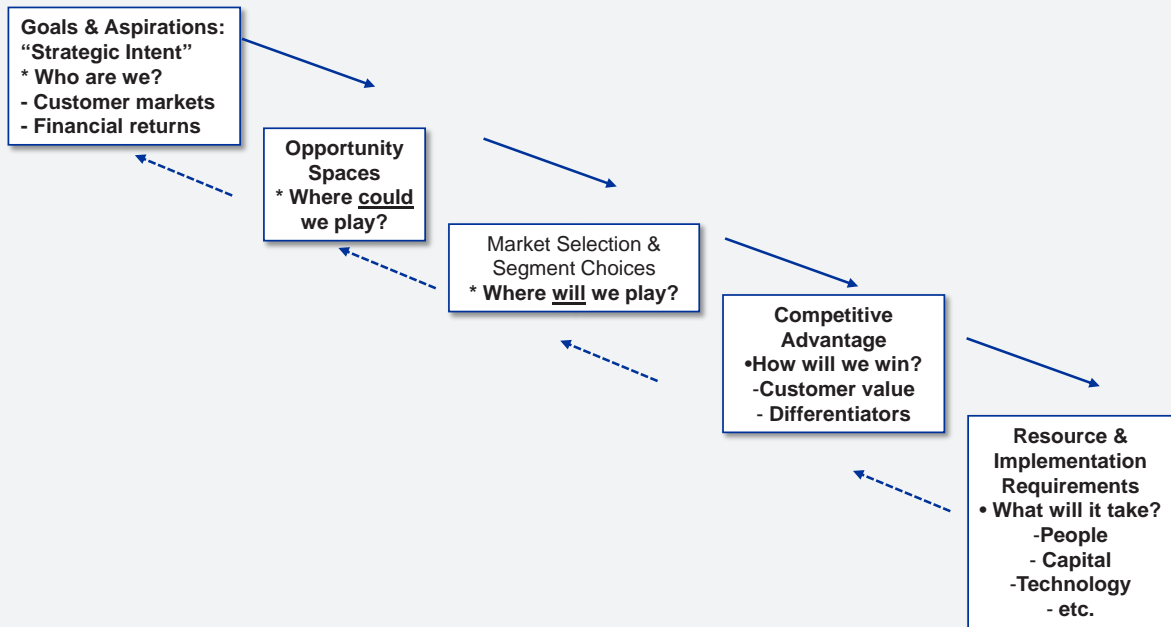 Goals & Aspirations:
“Strategic Intent”
* Who are we?
- Customer markets
- Financial returns
Opportunity
Spaces
* Where could
we play?
Market Selection &
Segment Choices
* Where will we play?
Competitive
Advantage
•How will we win?
-Customer value
- Differentiators
Resource &
Implementation
Requirements
• What will it take?
-People
- Capital
-Technology
- etc.